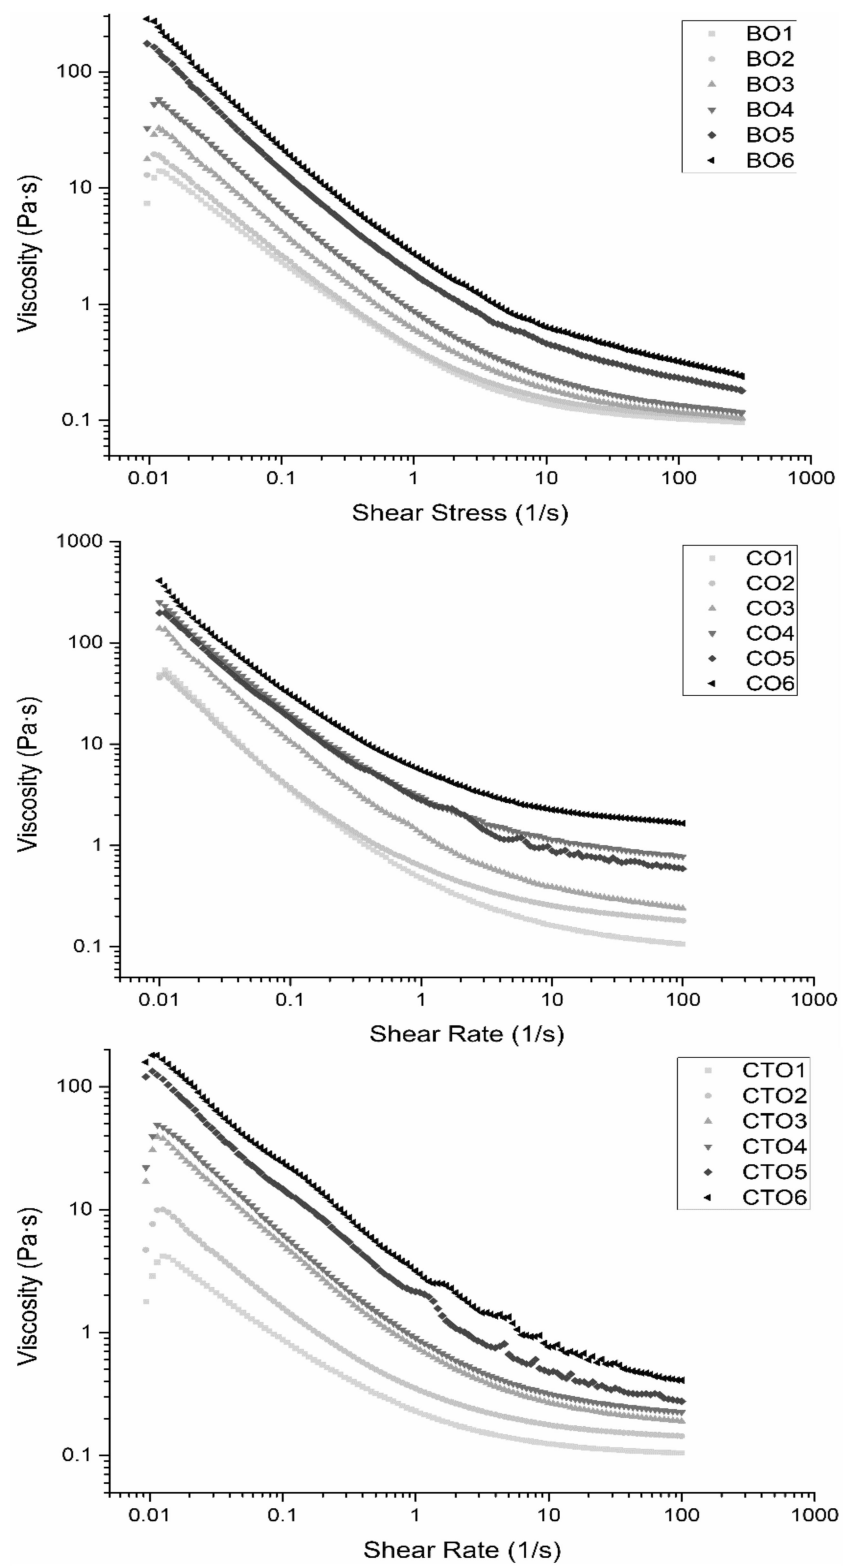 BO1
BO2
BO3
BO4
BO5
BO6
100
10
1
0.1
Viscosity (Pa·s)
0.01 0.1 1 10 100 1000
Shear Stress (1/s)
CO1
CO2
CO3
CO4
CO5
CO6
1000
100
10
1
0.1
Viscosity (Pa·s)
0.01 0.1 1 10 100 1000
Shear Rate (1/s)
CTO1
CTO2
CTO3
CTO4
CTO5
CTO6
100
10
1
0.1
Viscosity (Pa·s)
0.01 0.1 1 10 100 1000
Shear Rate (1/s)